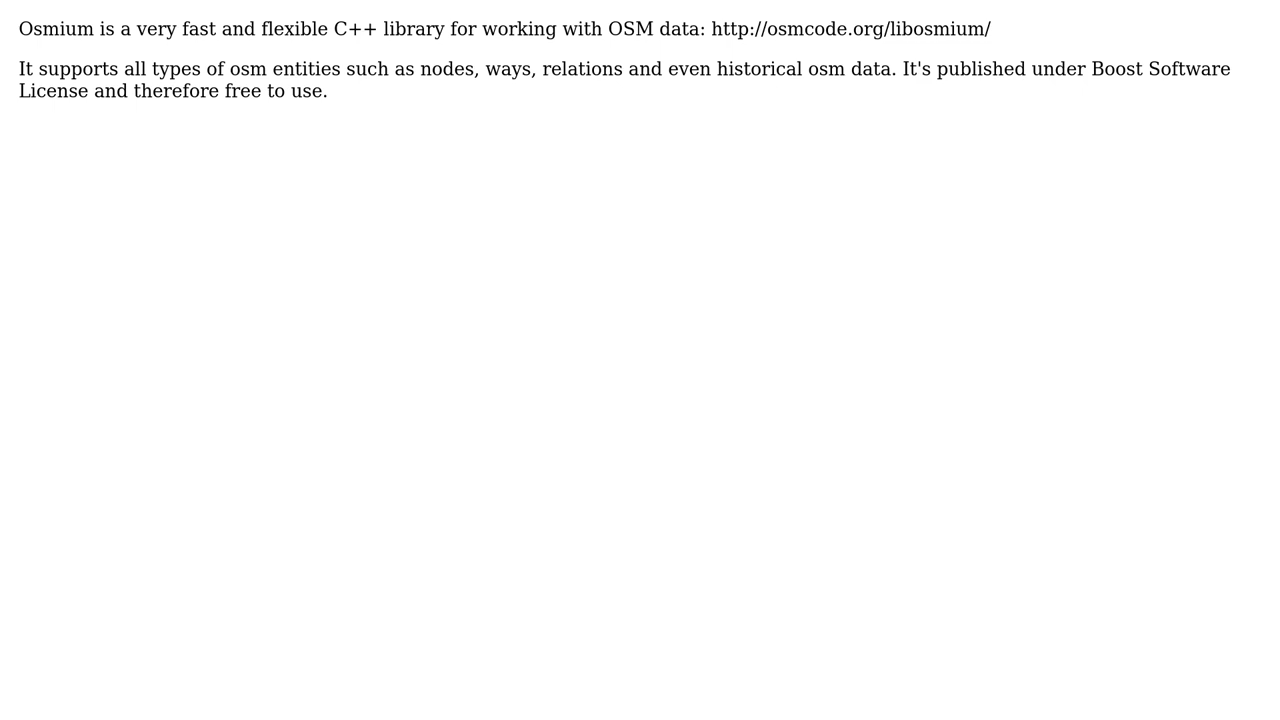 Osmium is a very fast and flexible C++ library for working with OSM data: http://osmcode.org/libosmium/
It supports all types of osm entities such as nodes, ways, relations and even historical osm data. It's published under Boost Software
License and therefore free to use.